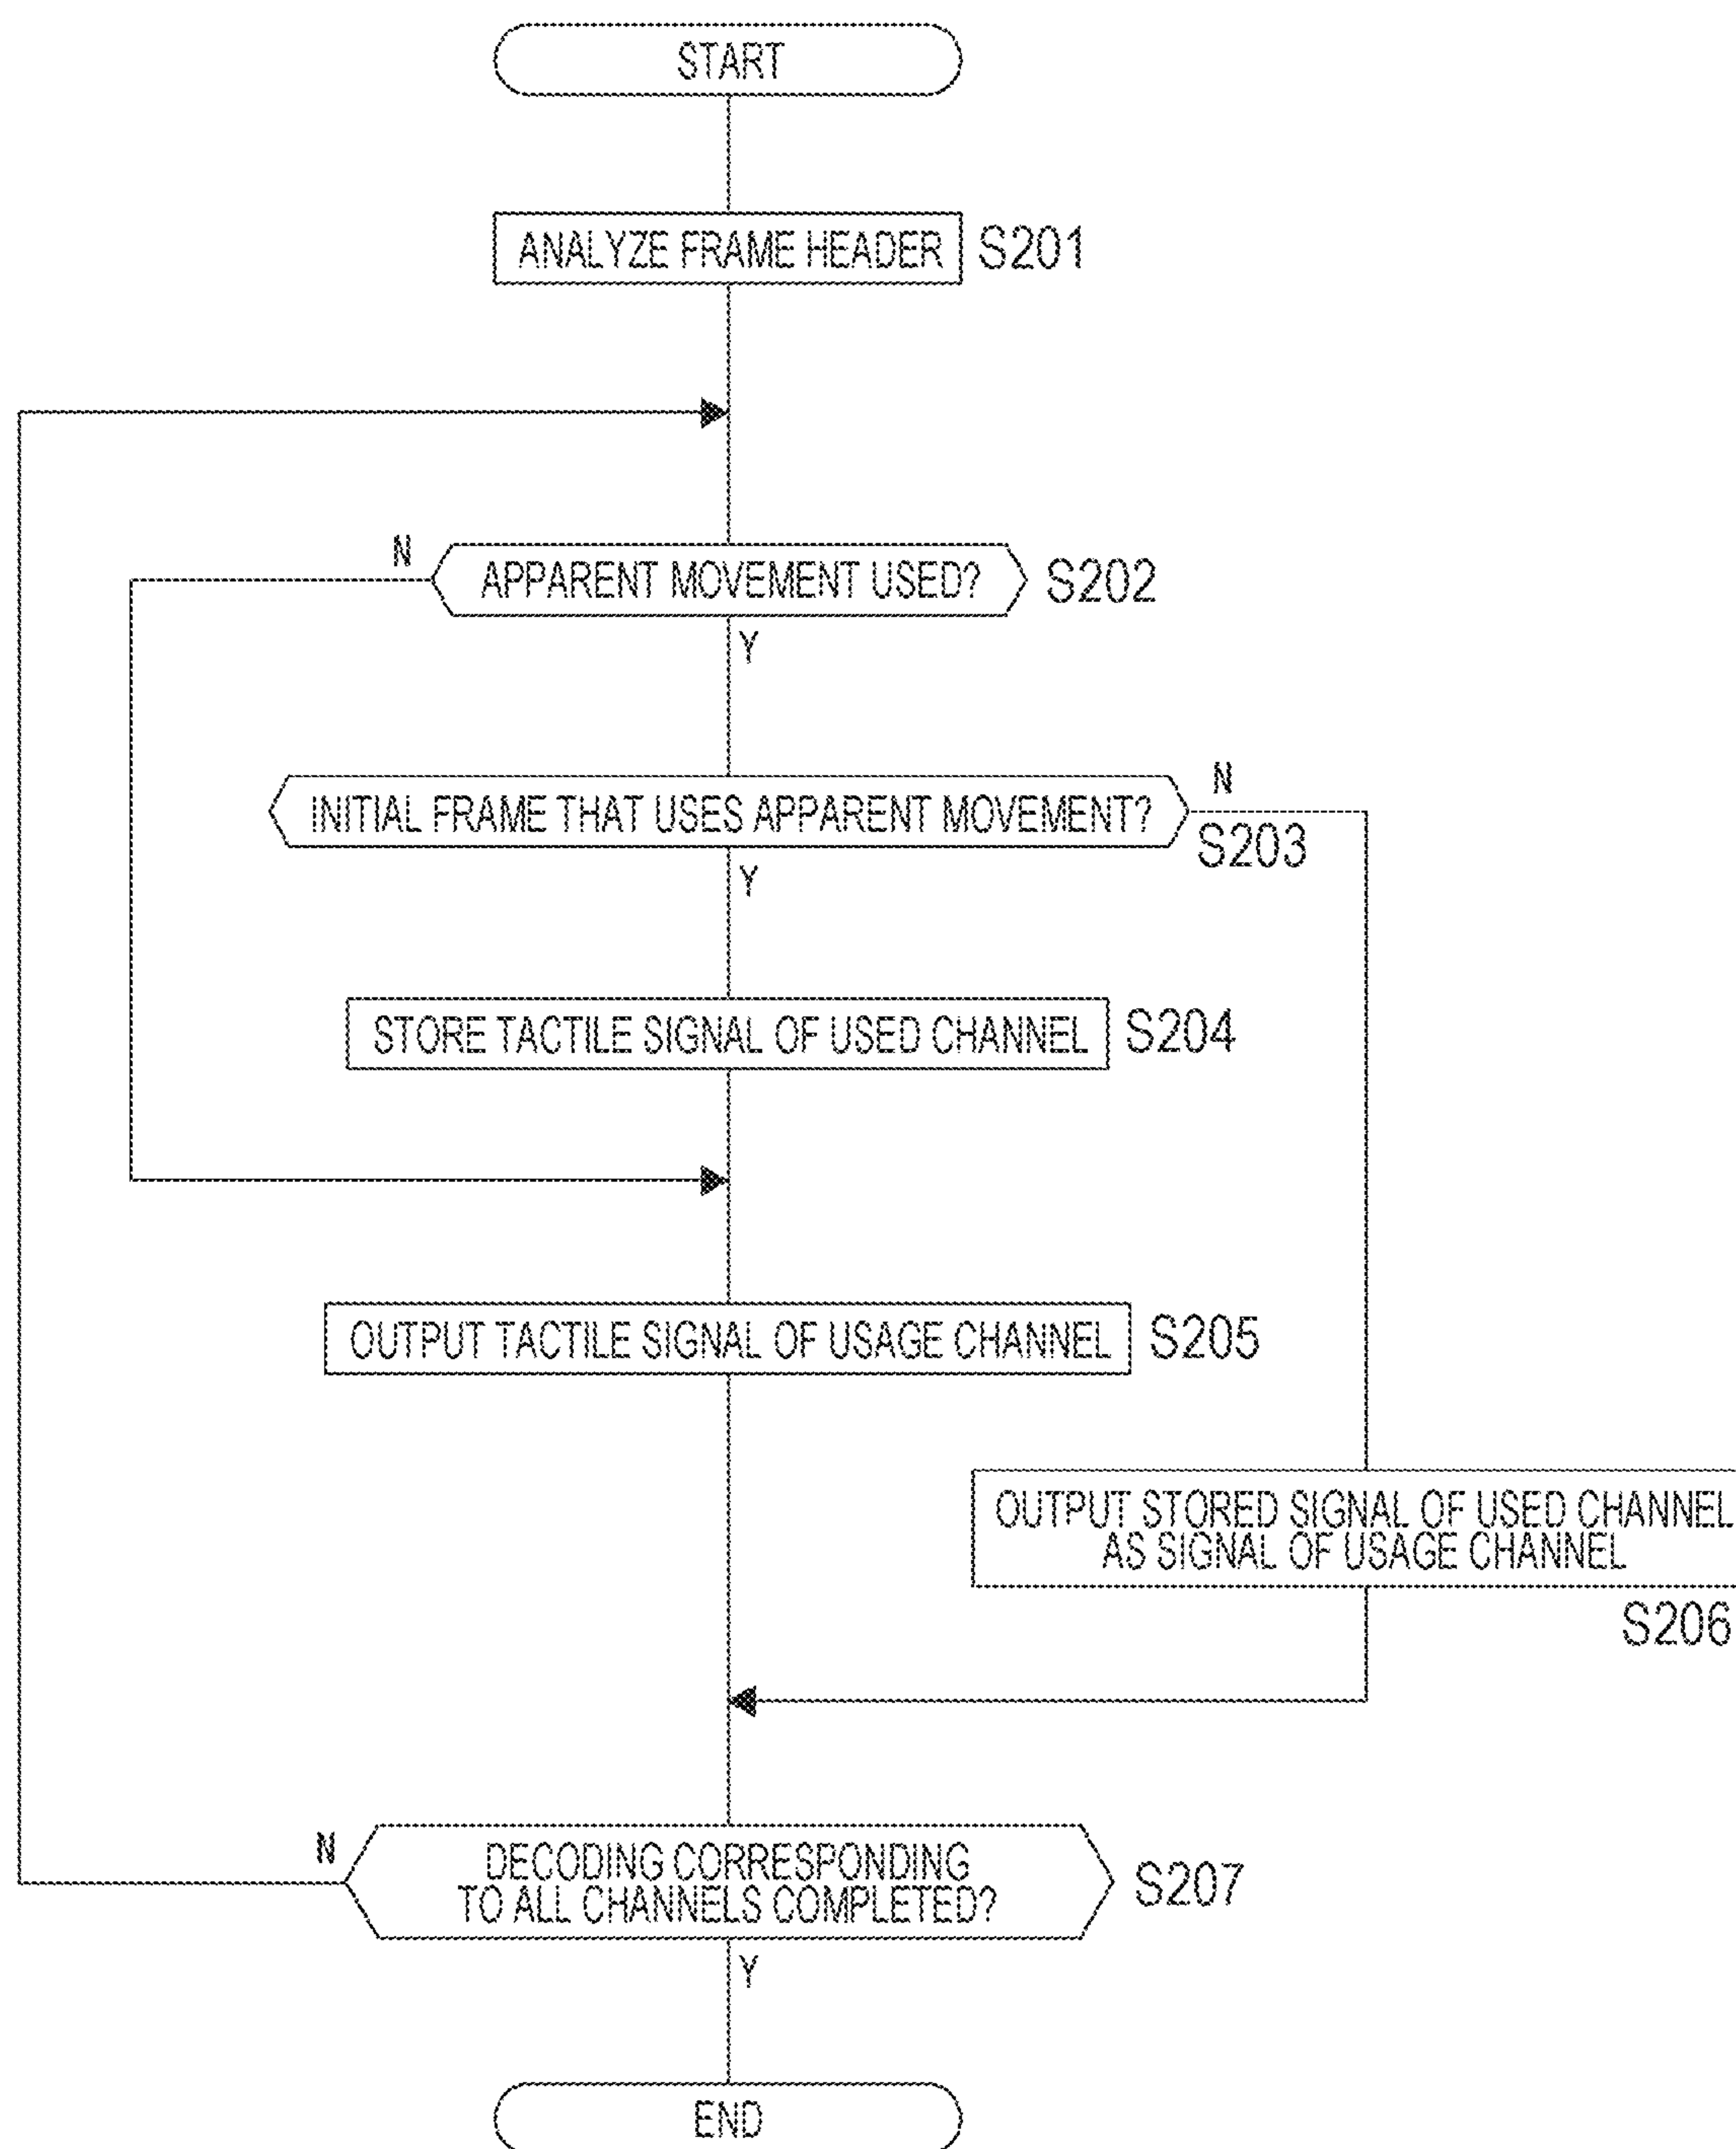 START
ANALYZE FRAME HEADER S201
N
APPARENT MOVEMENT USED? S202
Y
N
INITIAL FRAME THAT USES APPARENT MOVEMENT?
S203
Y
STORE TACTILE SIGNAL OF USED CHANNEL S204
OUTPUT TACTILE SIGNAL OF USAGE CHANNEL S205
OUTPUT STORED SIGNAL OF USED CHANNEL
AS SIGNAL OF USAGE CHANNEL
S206
N
DECODING CORRESPONDING
TO ALL CHANNELS COMPLETED?
S207
Y
END